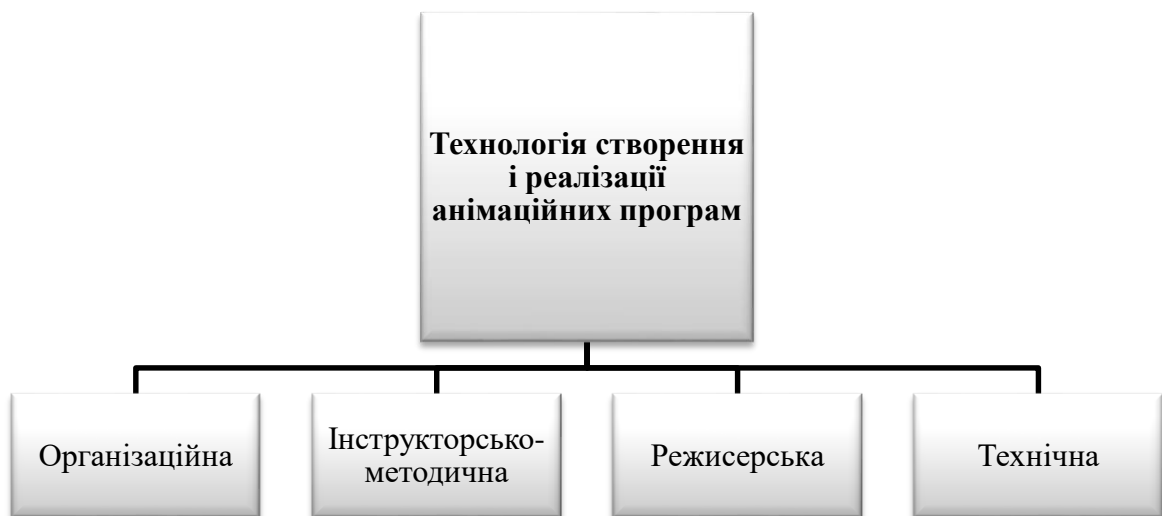 Технологія створення
і реалізації
анімаційних програм
Організаційна
Інструкторсько-
методична
Режисерська
Технічна